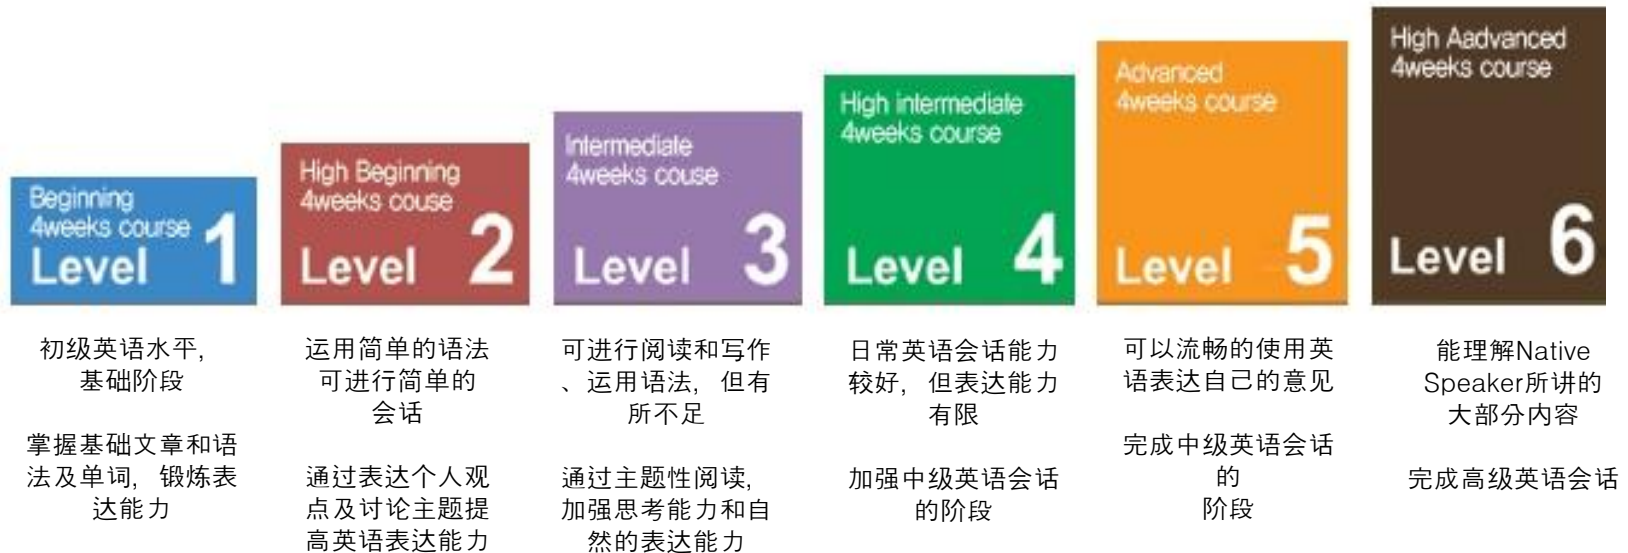 Beginning
4weeks course
Level 1
High Beginning
4weeks couse
Level 2
Intermediate
4weeks couse
Level 3
High intermediate
4weeks course
Level 4
Advanced
4weeks course
Level 5
High Aadvanced
4weeks course
Level 6
初级英语水平,
基础阶段
掌握基础文章和语
法及单词, 锻炼表
达能力
运用简单的语法
可进行简单的
会话
通过表达个人观
点及讨论主题提
高英语表达能力
可进行阅读和写作
、运用语法, 但有
所不足
通过主题性阅读,
加强思考能力和自
然的表达能力
日常英语会话能力
较好, 但表达能力
有限
加强中级英语会话
的阶段
可以流畅的使用英
语表达自己的意见
完成中级英语会话
的
阶段
能理解Native
Speaker所讲的
大部分内容
完成高级英语会话